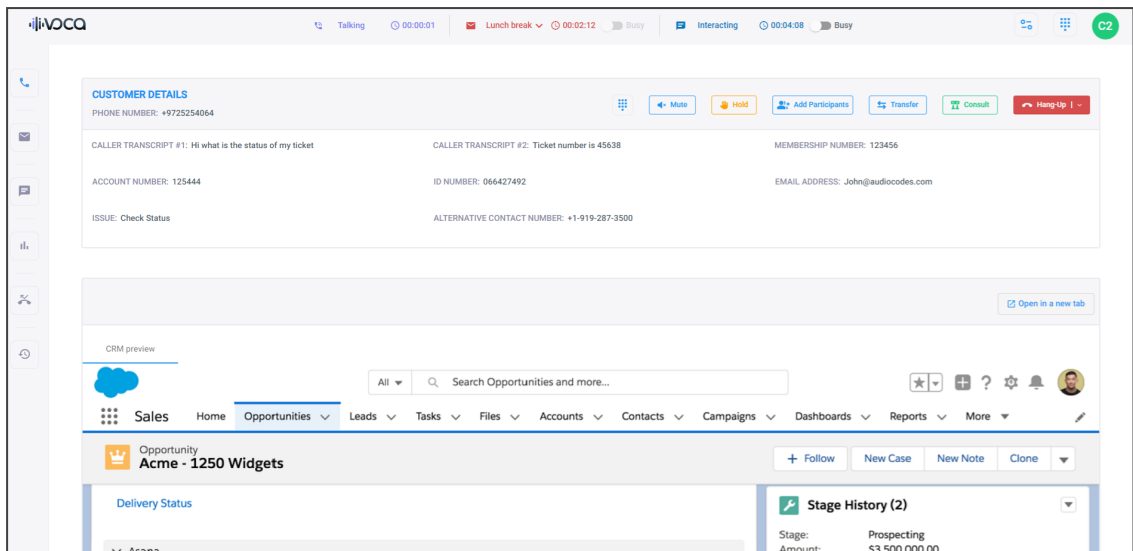 VOCA
Talking 00:00:01 Lunch break 00:02:12 Busy Interacting 00:04:08 Busy C2
CUSTOMER DETAILS
PHONE NUMBER: +9725254064
Mute Hold Add Participants Transfer Consult Hang-Up
CALLER TRANSCRIPT #1: Hi what is the status of my ticket CALLER TRANSCRIPT #2: Ticket number is 45638 MEMBERSHIP NUMBER: 123456
ACCOUNT NUMBER: 125444 ID NUMBER: 066427492 EMAIL ADDRESS: John@audiocodes.com
ISSUE: Check Status ALTERNATIVE CONTACT NUMBER: +1-919-287-3500
Open in a new tab
CRM preview
All Search Opportunities and more...
Sales Home Opportunities Leads Tasks Files Accounts Contacts Campaigns Dashboards Reports More
Opportunity
Acme - 1250 Widgets
+ Follow New Case New Note Clone
Delivery Status
Stage History (2)
Stage: Prospecting
Asana Amount: $3,500,000.00